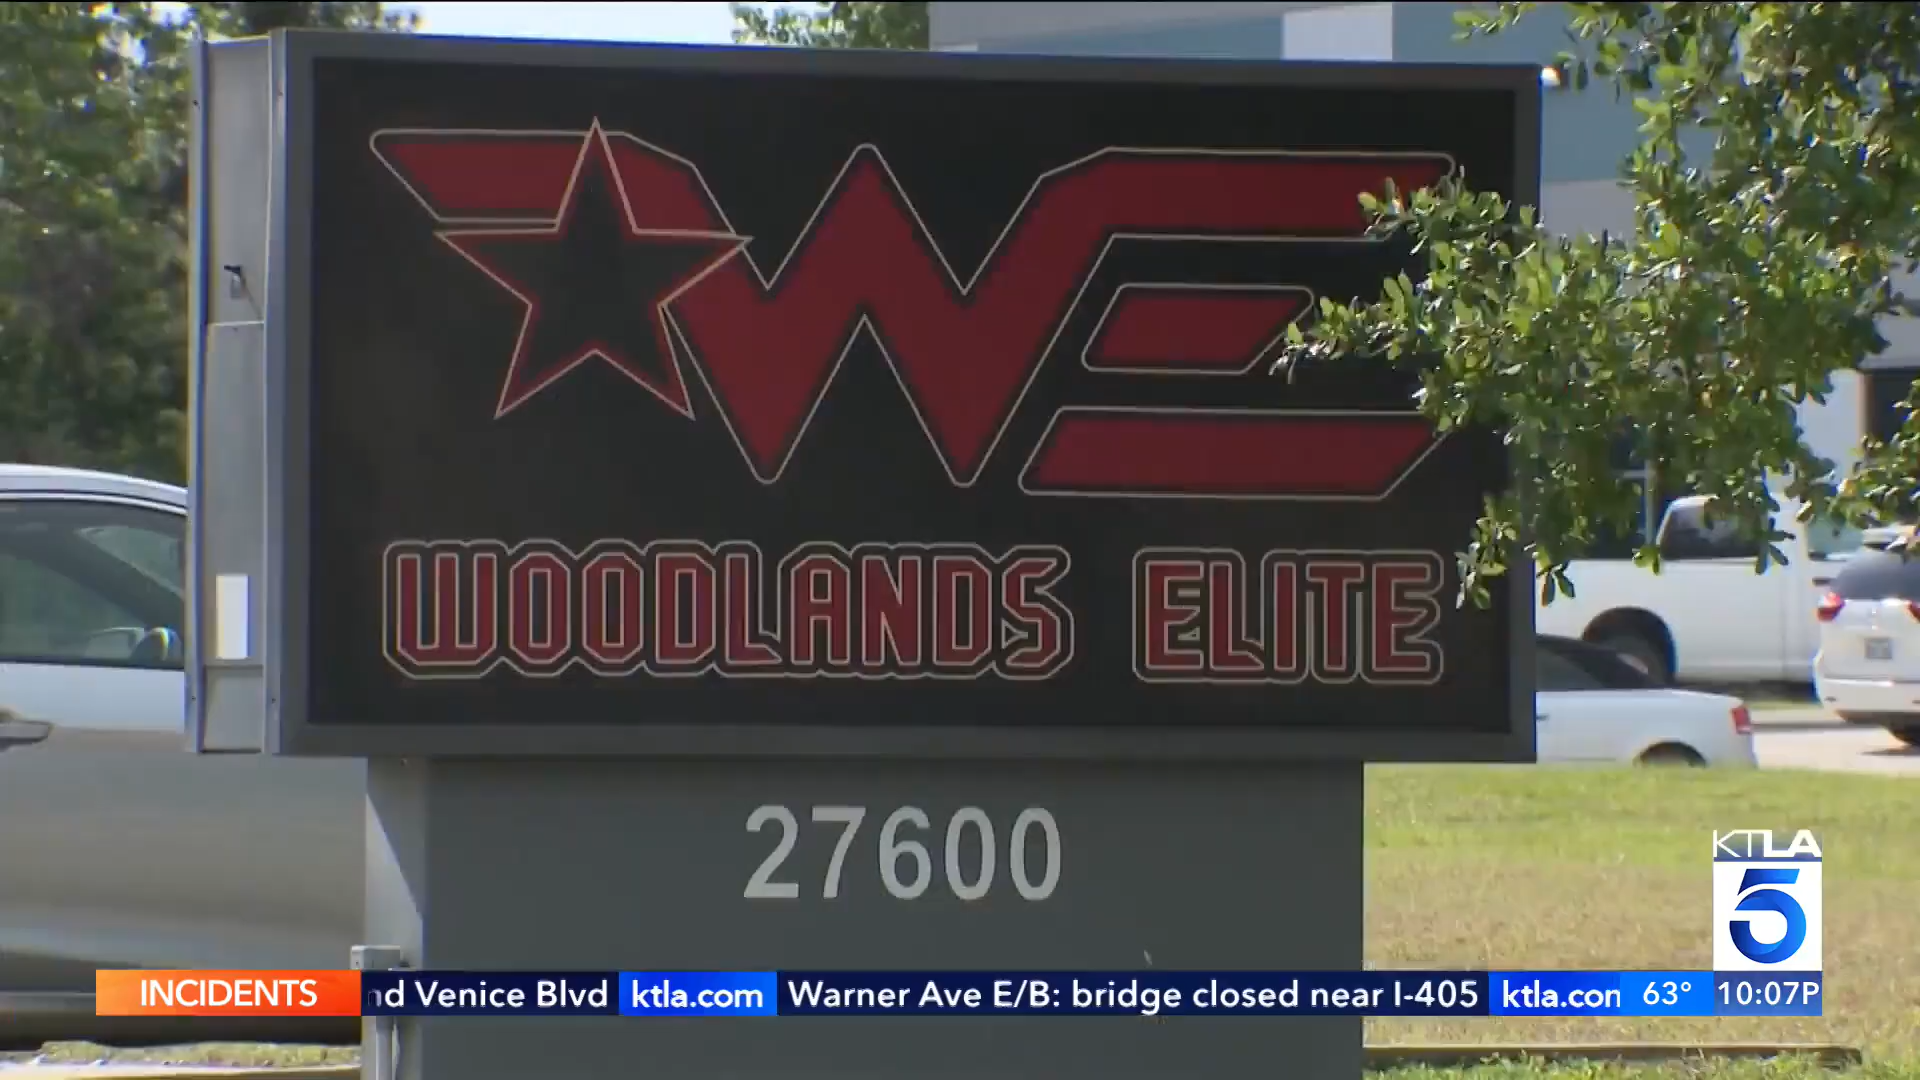 WE
WOODLANDS ELITE
27600
KTLA
5
INCIDENTS nd Venice Blvd ktla.com Warner Ave E/B: bridge closed near I-405 ktla.con 63° 10:07P